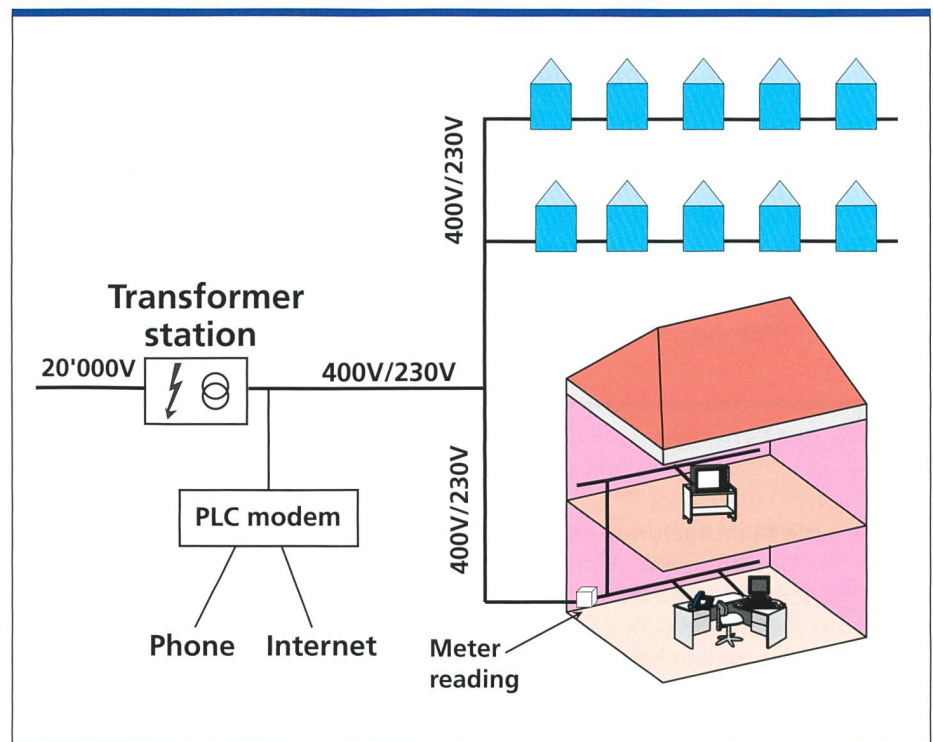 400V/230V
Transformer
station
20'000V
400V/230V
400V/230V
PLC modem
Phone
Internet
Meter
reading